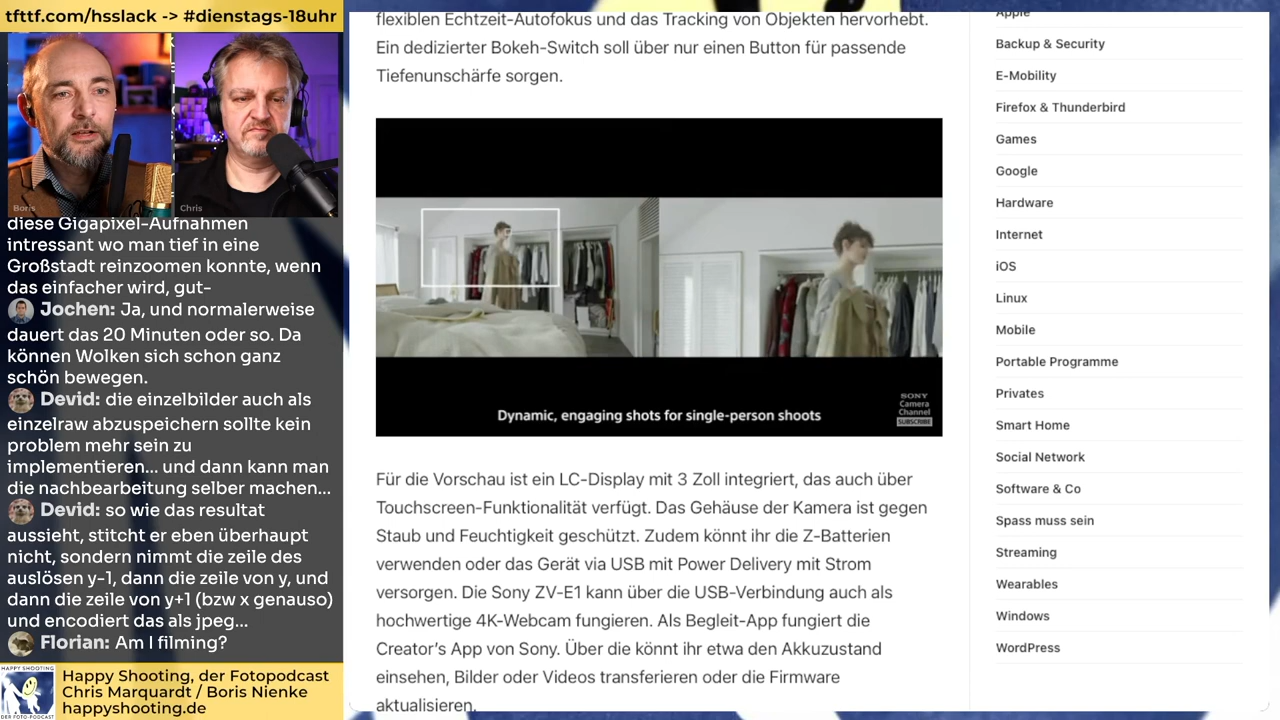 tfttf.com/hsslack -> #dienstags-18uhr
Boris
Chris
diese Gigapixel-Aufnahmen
intressant wo man tief in eine
Großstadt reinzoomen konnte, wenn
das einfacher wird, gut-
Jochen: Ja, und normalerweise
dauert das 20 Minuten oder so. Da
können Wolken sich schon ganz
schön bewegen.
Devid: die einzelbilder auch als
einzelraw abzuspeichern sollte kein
problem mehr sein zu
implementieren... und dann kann man
die nachbearbeitung selber machen...
Devid: so wie das resultat
aussieht, stitcht er eben überhaupt
nicht, sondern nimmt die zeile des
auslösen y-1, dann die zeile von y, und
dann die zeile von y+1 (bzw x genauso)
und encodiert das als jpeg...
Florian: Am I filming?
HAPPY SHOOTING
DER FOTO-PODCAST
Happy Shooting, der Fotopodcast
Chris Marquardt / Boris Nienke
happyshooting.de
flexiblen Echtzeit-Autofokus und das Tracking von Objekten hervorhebt.
Ein dedizierter Bokeh-Switch soll über nur einen Button für passende
Tiefenunschärfe sorgen.
Dynamic, engaging shots for single-person shoots
SONY
Camera
Channel
SUBSCRIBE
Für die Vorschau ist ein LC-Display mit 3 Zoll integriert, das auch über
Touchscreen-Funktionalität verfügt. Das Gehäuse der Kamera ist gegen
Staub und Feuchtigkeit geschützt. Zudem könnt ihr die Z-Batterien
verwenden oder das Gerät via USB mit Power Delivery mit Strom
versorgen. Die Sony ZV-E1 kann über die USB-Verbindung auch als
hochwertige 4K-Webcam fungieren. Als Begleit-App fungiert die
Creator’s App von Sony. Über die könnt ihr etwa den Akkuzustand
einsehen, Bilder oder Videos transferieren oder die Firmware
aktualisieren.
Apple
Backup & Security
E-Mobility
Firefox & Thunderbird
Games
Google
Hardware
Internet
iOS
Linux
Mobile
Portable Programme
Privates
Smart Home
Social Network
Software & Co
Spass muss sein
Streaming
Wearables
Windows
WordPress